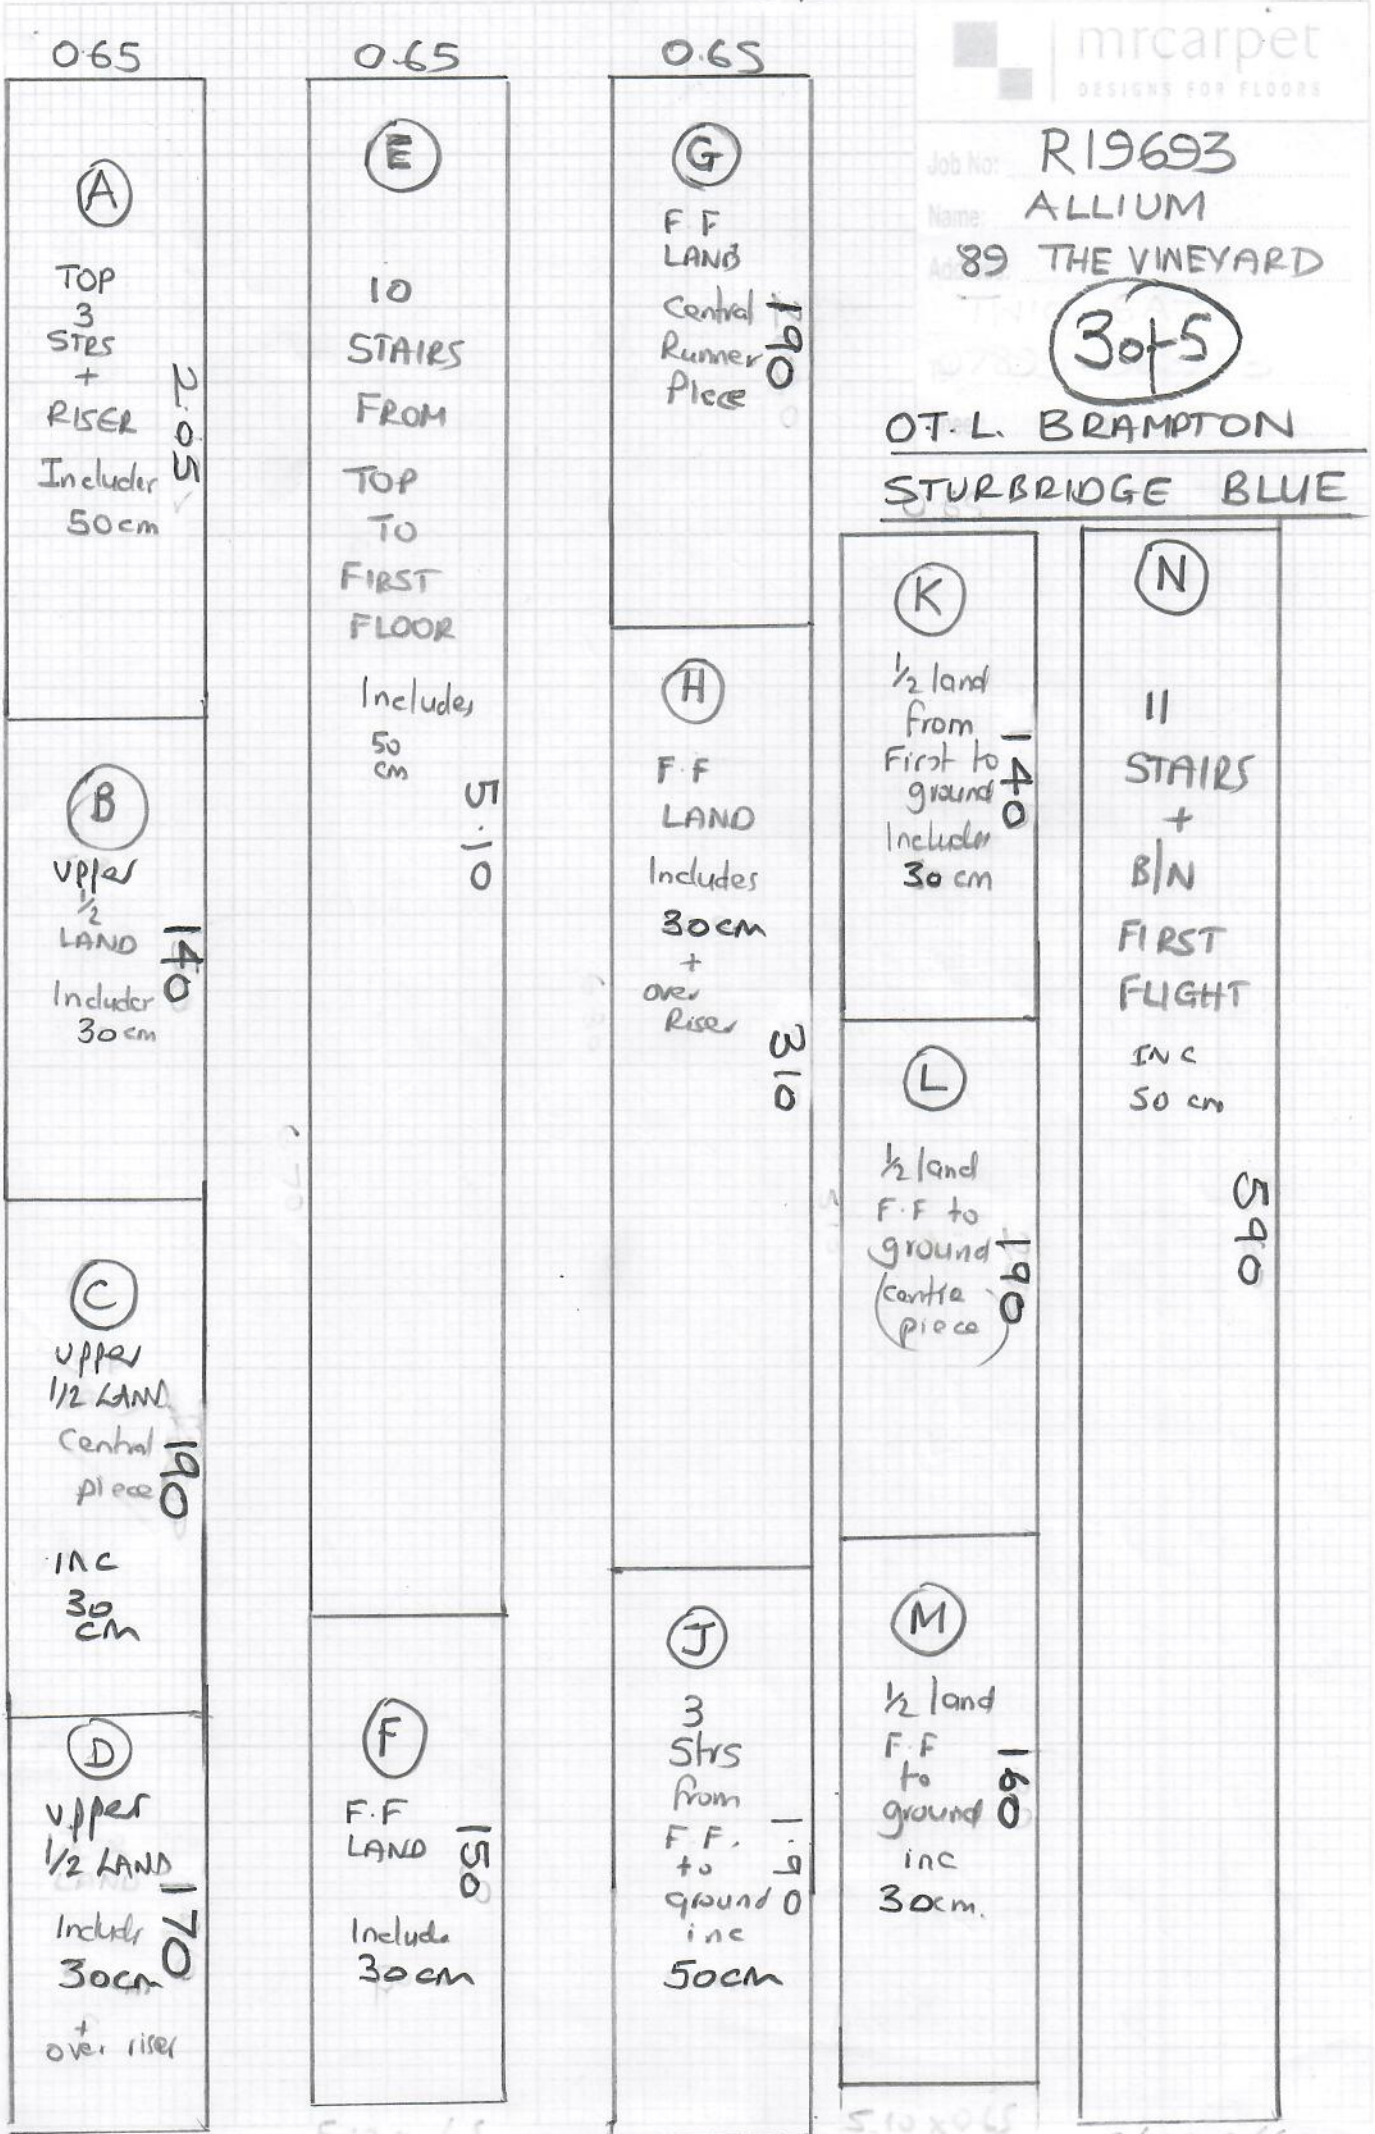 0.65
A
TOP
3
STRS
+
RISER
Includes
50cm
2.05
B
upper
1/2
LAND
Includes
30cm
140
C
upper
1/2 LAND
Central
piece
190
inc
30
cm
D
upper
1/2 LAND
Include
30cm
+
over riser
170
0.65
E
10
STAIRS
FROM
TOP
TO
FIRST
FLOOR
Includes
50
cm
5.10
F
F.F
LAND
150
Include
30cm
0.65
G
F F
LAND
Central
Runner
Piece
190
H
F.F
LAND
Includes
30cm
+
over
Riser
310
J
3
Strs
from
F F.
to
ground
inc
50cm
1.90
mrcarpet
DESIGNS FOR FLOORS
Job No: R19693
Name: ALLIUM
89 THE VINEYARD
3 of 5
O.T.L. BRAMPTON
STURBRIDGE BLUE
K
1/2 land
from
First to
ground
Includes
30 cm
140
L
1/2 land
F.F to
ground
(centre
piece)
190
M
1/2 land
F.F
to
ground
inc
30cm.
160
N
11
STAIRS
+
B/N
FIRST
FLIGHT
INC
50 cm
590